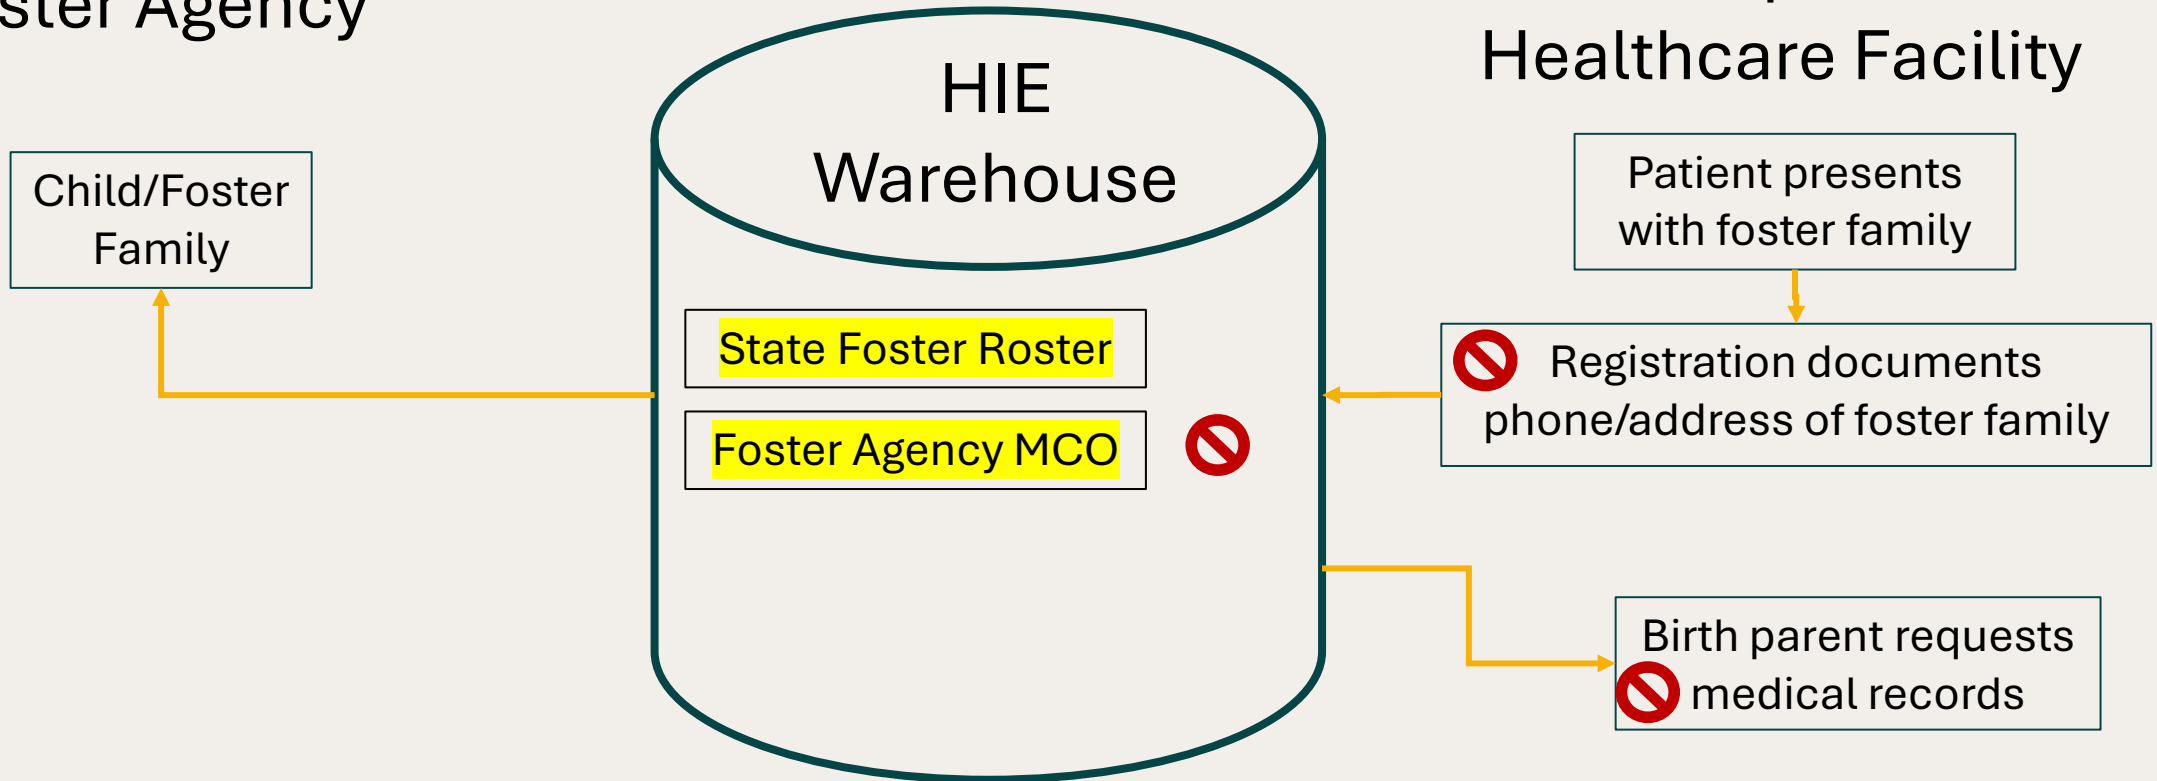 Agency
HIE
Warehouse
Healthcare Facility
Child/Foster
Family
State Foster Roster
Foster Agency MCO
Patient presents
with foster family
Registration documents
phone/address of foster family
Birth parent requests
medical records